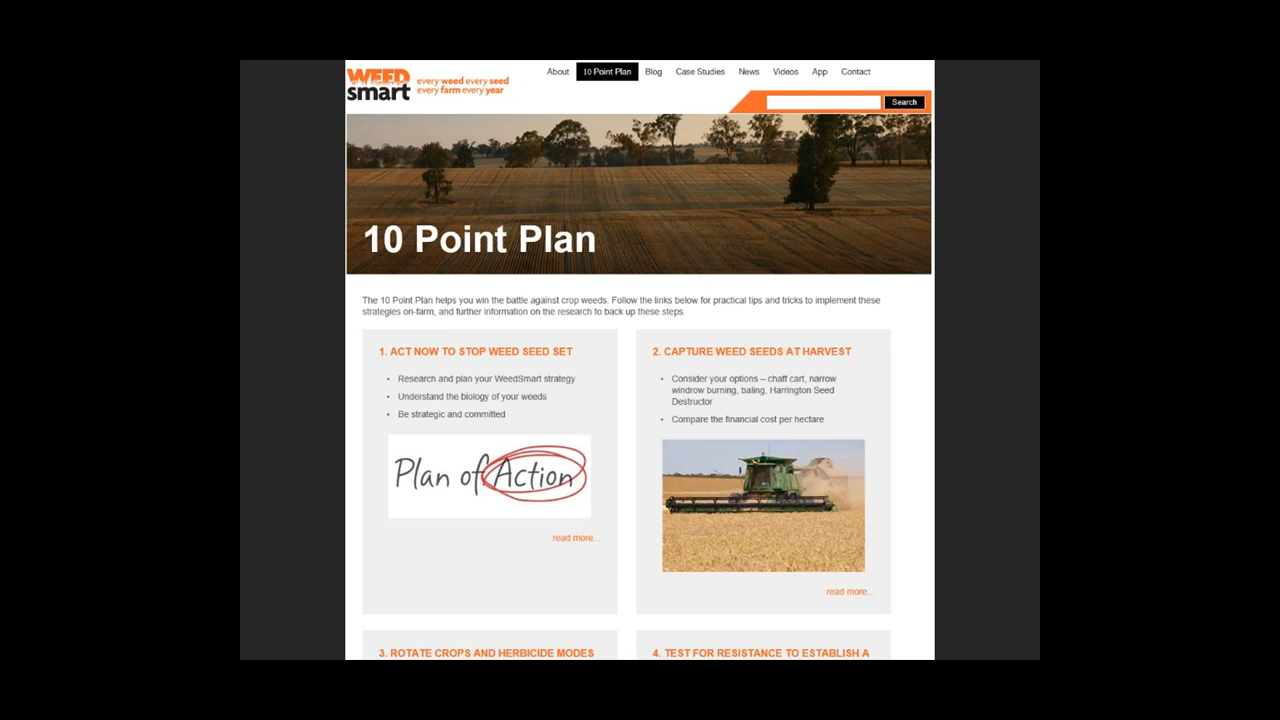 WEED
smart
every weed every seed
every farm every year
About 10 Point Plan Blog Case Studies News Videos App Contact
Search
10 Point Plan
The 10 Point Plan helps you win the battle against crop weeds. Follow the links below for practical tips and tricks to implement these
strategies on-farm, and further information on the research to back up these steps.
1. ACT NOW TO STOP WEED SEED SET
• Research and plan your WeedSmart strategy
• Understand the biology of your weeds
• Be strategic and committed
Plan of Action
read more...
2. CAPTURE WEED SEEDS AT HARVEST
• Consider your options – chaff cart, narrow
windrow burning, baling, Harrington Seed
Destructor
• Compare the financial cost per hectare
read more...
3. ROTATE CROPS AND HERBICIDE MODES
4. TEST FOR RESISTANCE TO ESTABLISH A